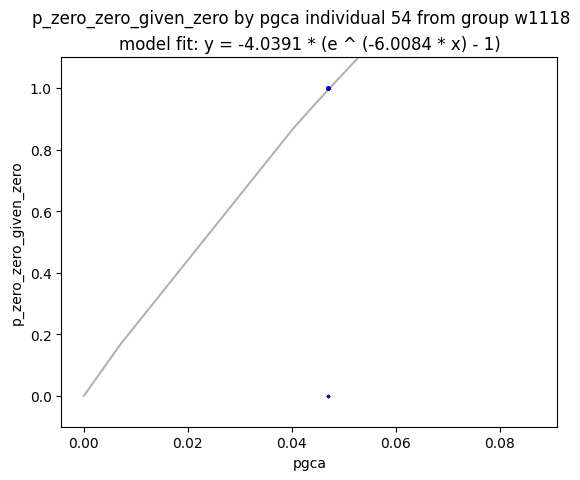 p_zero_zero_given_zero by pgca individual 54 from group w1118
model fit: y = -4.0391 * (e ^ (-6.0084 * x) - 1)
1.0
0.8
0.6
0.4
0.2
0.0
p_zero_zero_given_zero
0.00 0.02 0.04 0.06 0.08
pgca